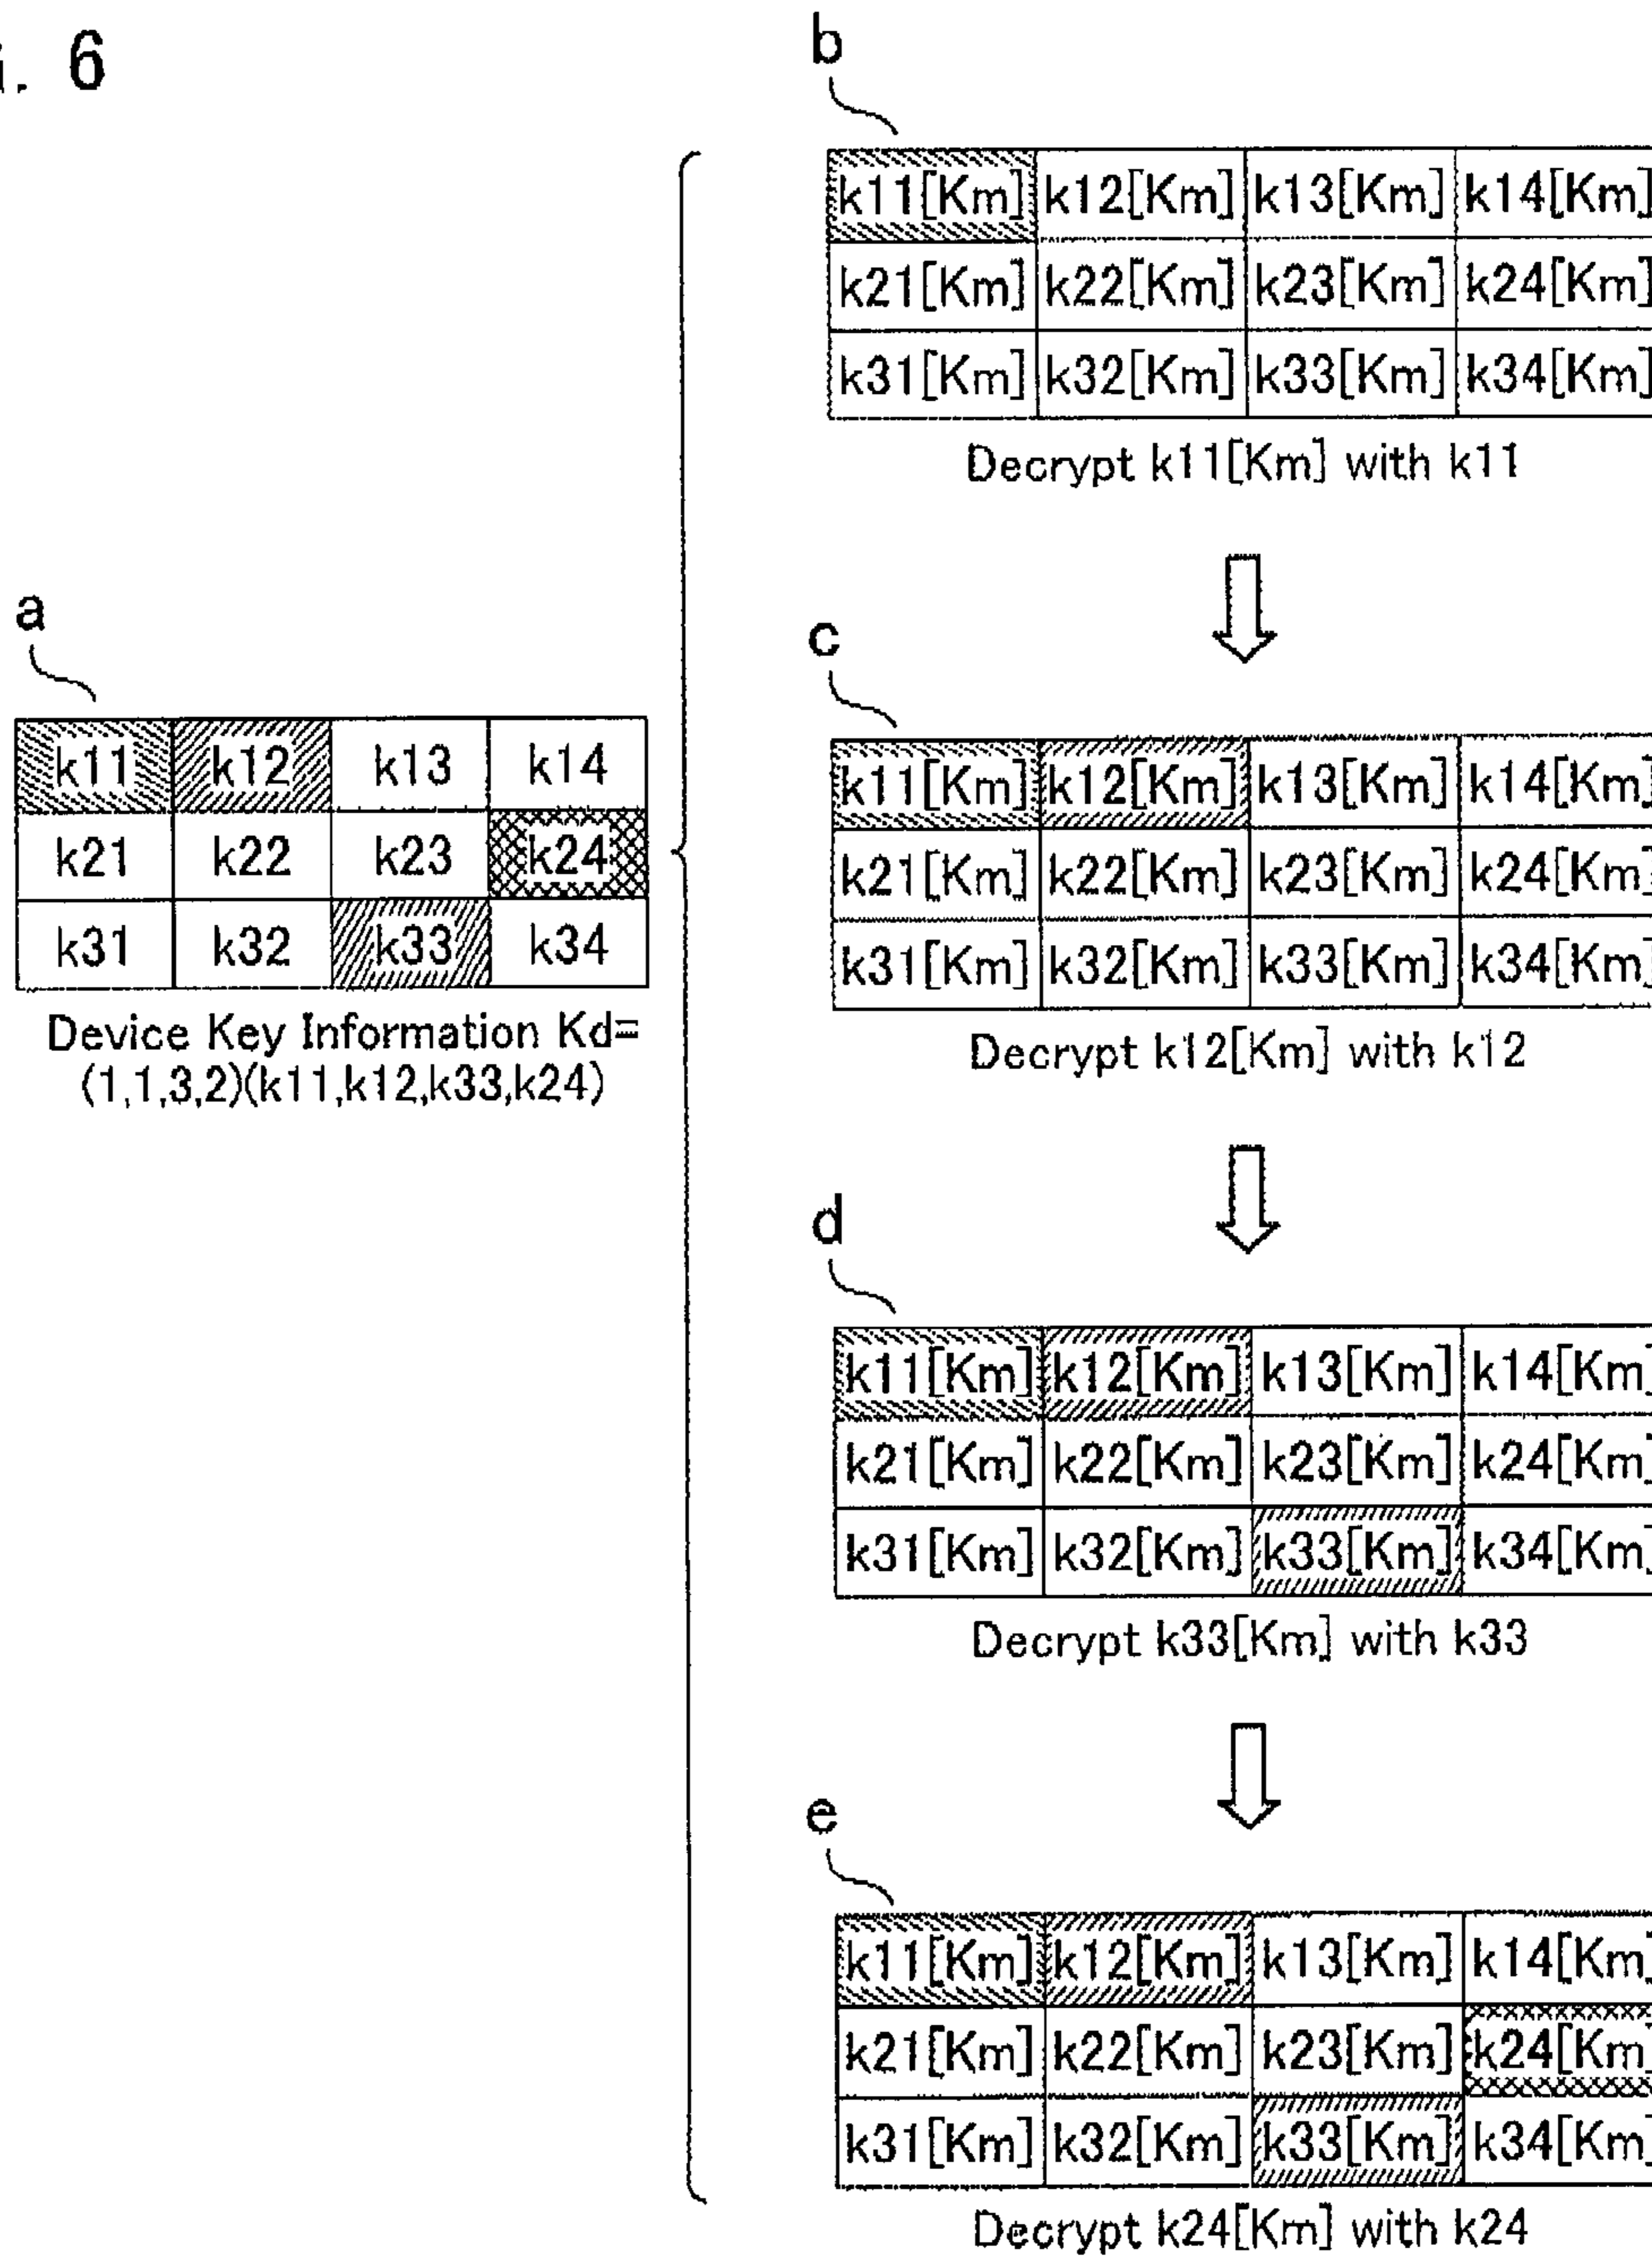 . 6
a
k11 k12 k13 k14
k21 k22 k23 k24
k31 k32 k33 k34
Device Key Information Kd=
(1,1,3,2)(k11,k12,k33,k24)
b
k11[Km] k12[Km] k13[Km] k14[Km]
k21[Km] k22[Km] k23[Km] k24[Km]
k31[Km] k32[Km] k33[Km] k34[Km]
Decrypt k11[Km] with k11
c
k11[Km] k12[Km] k13[Km] k14[Km]
k21[Km] k22[Km] k23[Km] k24[Km]
k31[Km] k32[Km] k33[Km] k34[Km]
Decrypt k12[Km] with k12
d
k11[Km] k12[Km] k13[Km] k14[Km]
k21[Km] k22[Km] k23[Km] k24[Km]
k31[Km] k32[Km] k33[Km] k34[Km]
Decrypt k33[Km] with k33
e
k11[Km] k12[Km] k13[Km] k14[Km]
k21[Km] k22[Km] k23[Km] k24[Km]
k31[Km] k32[Km] k33[Km] k34[Km]
Decrypt k24[Km] with k24